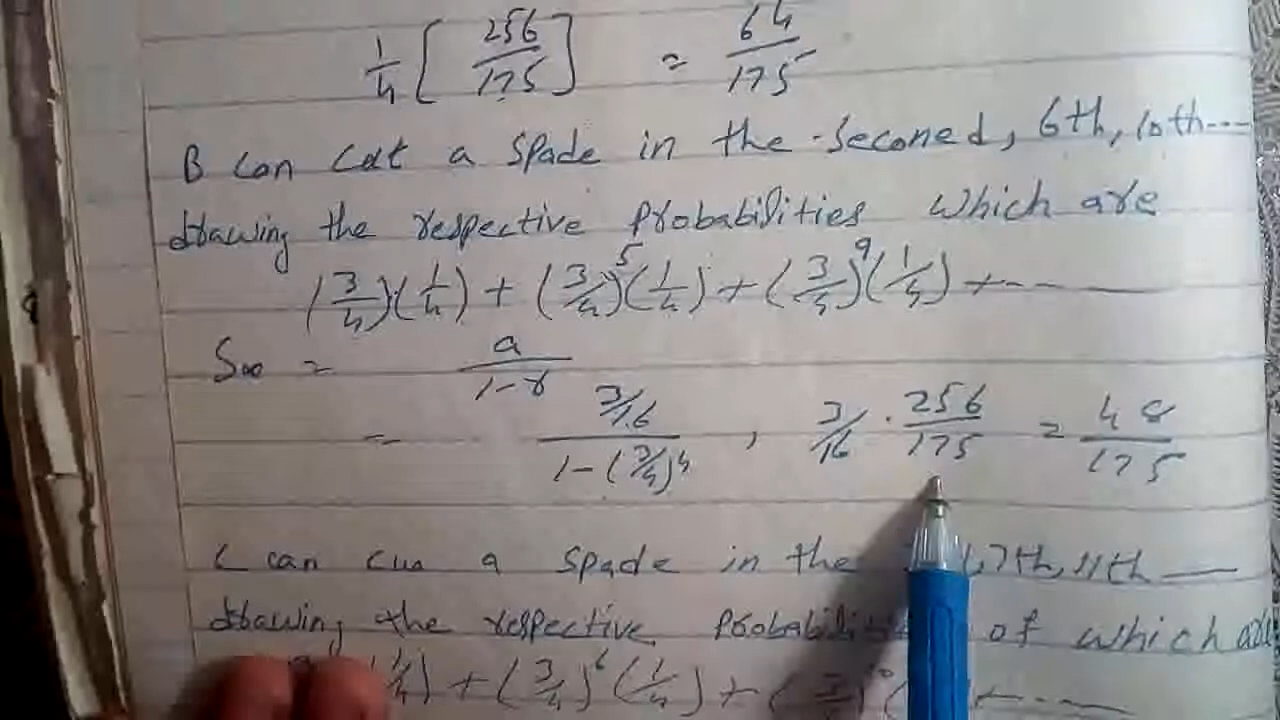 1/4 [ 256/175 ] = 64/175
B can cut a spade in the seconed, 6th, 10th ---
drawing the respective probabilities which are
(3/4)(1/4) + (3/4)^5(1/4) + (3/4)^9(1/4) + ---
S∞ = a/1-r
= 3/16 / 1-(3/4)^4 , 3/16 . 256/175 = 48/175
C can cut a spade in the , 7th, 11th —
drawing the respective of which are
1/4) + (3/4)^6 (1/4) + ( + ---